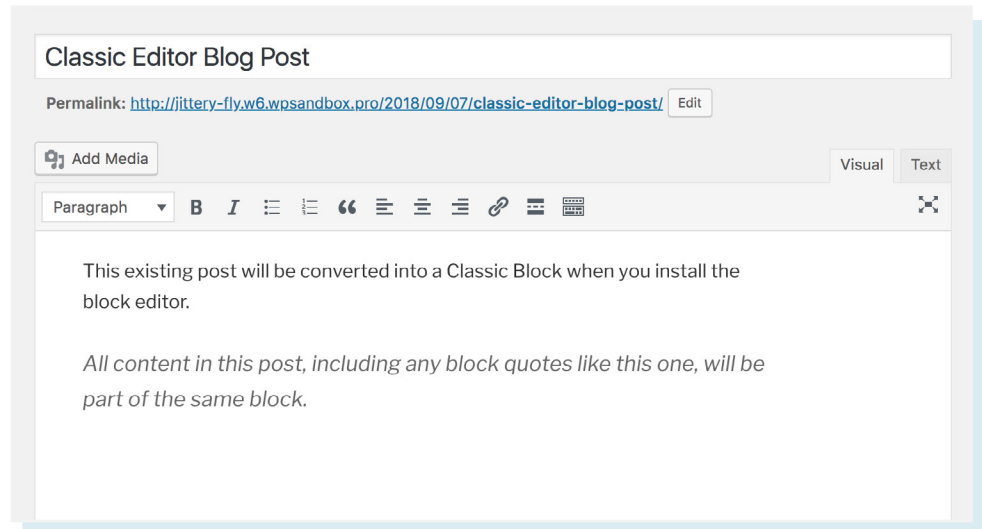 Classic Editor Blog Post
Permalink: http://jittery-fly.w6.wpsandbox.pro/2018/09/07/classic-editor-blog-post/ Edit
Add Media
Visual Text
Paragraph B I
This existing post will be converted into a Classic Block when you install the
block editor.
All content in this post, including any block quotes like this one, will be
part of the same block.